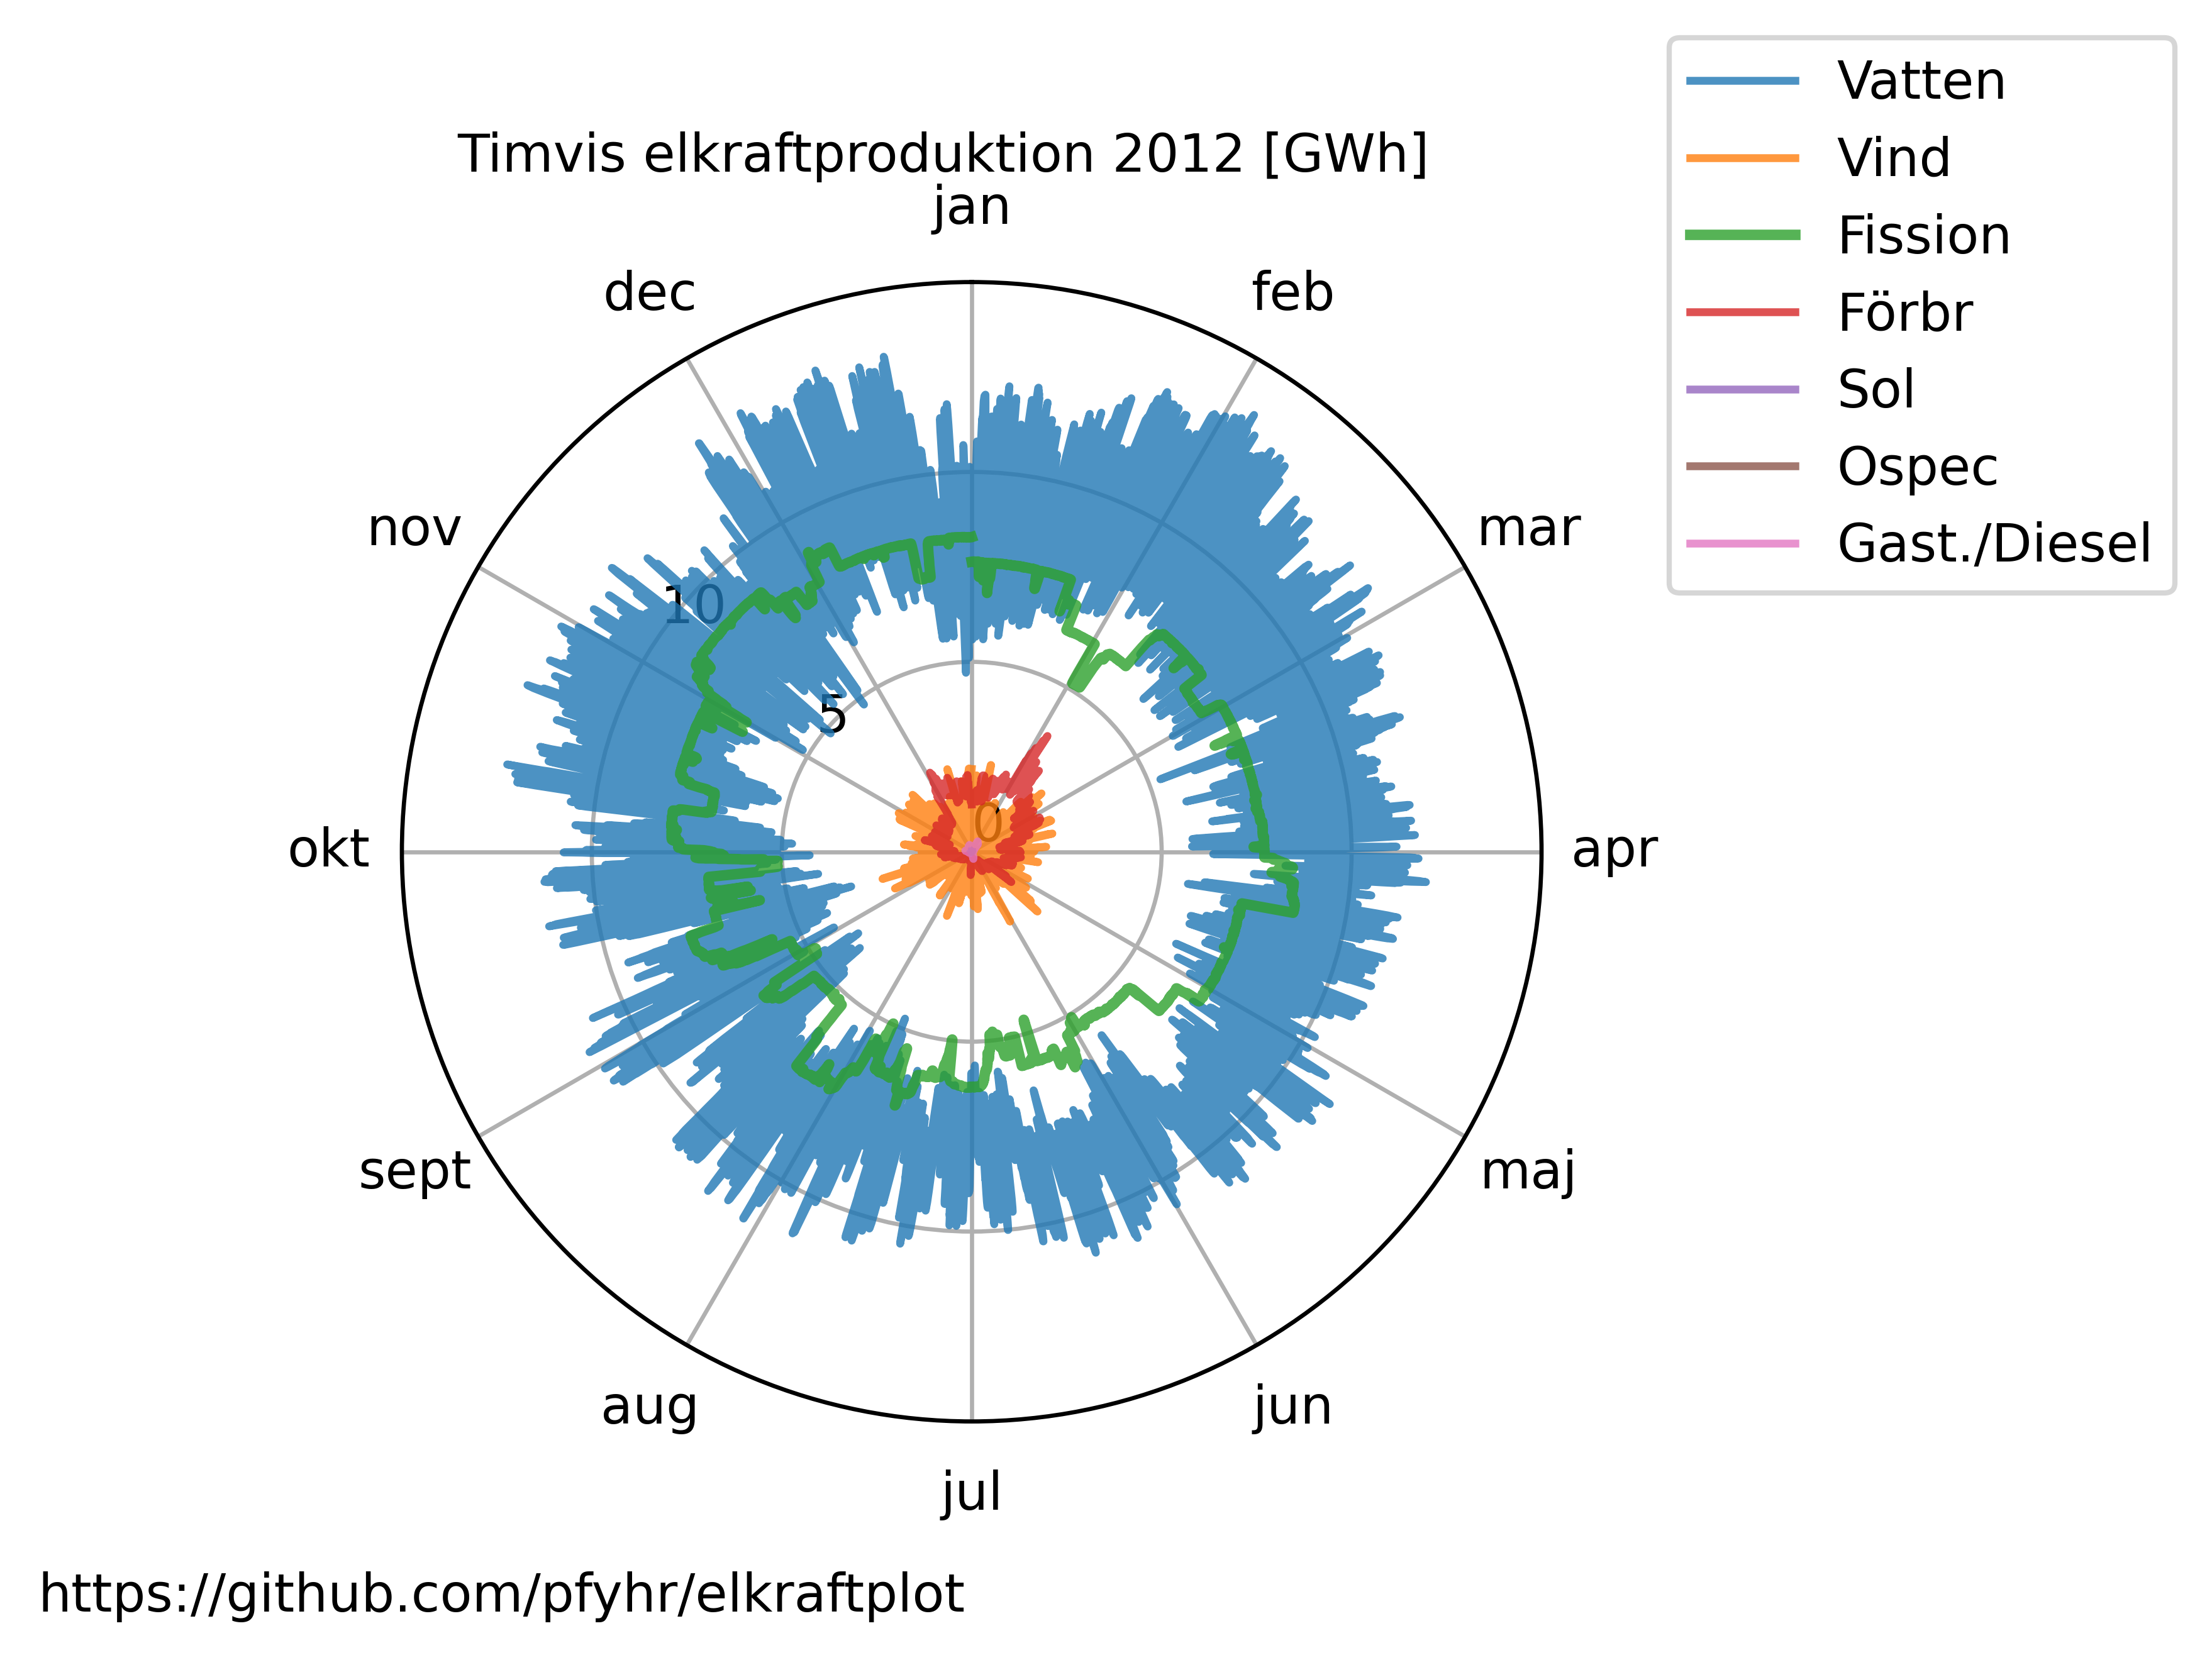 Timvis elkraftproduktion 2012 [GWh]
jan
feb
mar
apr
maj
jun
jul
aug
sept
okt
nov
dec
10
5
0
Vatten
Vind
Fission
Förbr
Sol
Ospec
Gast./Diesel
https://github.com/pfyhr/elkraftplot